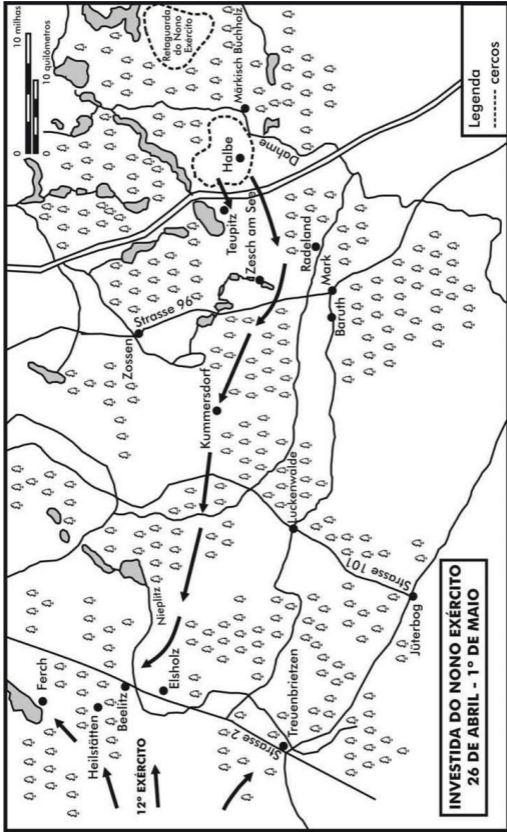 0 10 milhas
0 10 quilômetros
Retaguarda
do Nono
Exército
Märkisch Buchholz
Halbe
Dahme
Teupitz
Zesch am See
Radeland
Mark
Baruth
Strasse 96
Zossen
Kummersdorf
Luckenwalde
Strasse 101
Nieplitz
Jüterbog
Ferch
Heilstätten
Beelitz
Elsholz
12º EXÉRCITO
Treuenbrietzen
Strasse 2
Legenda
cercos
INVESTIDA DO NONO EXÉRCITO
26 DE ABRIL - 1º DE MAIO